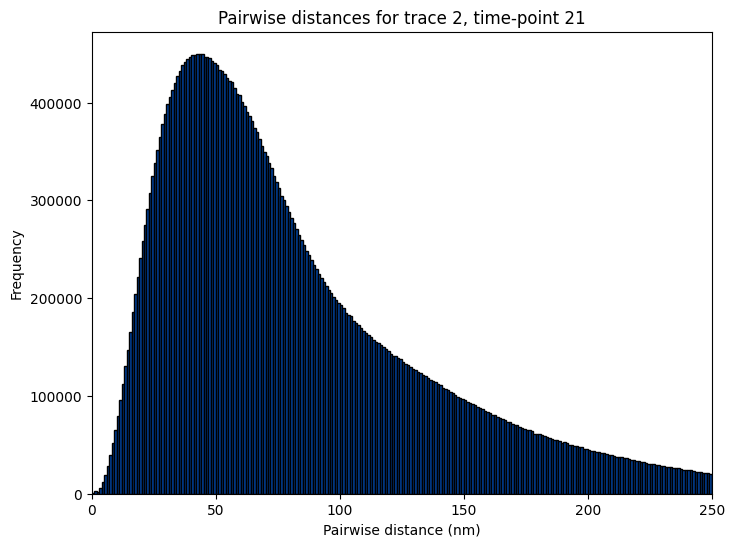 Pairwise distances for trace 2, time-point 21
Frequency
400000
300000
200000
100000
0
0 50 100 150 200 250
Pairwise distance (nm)